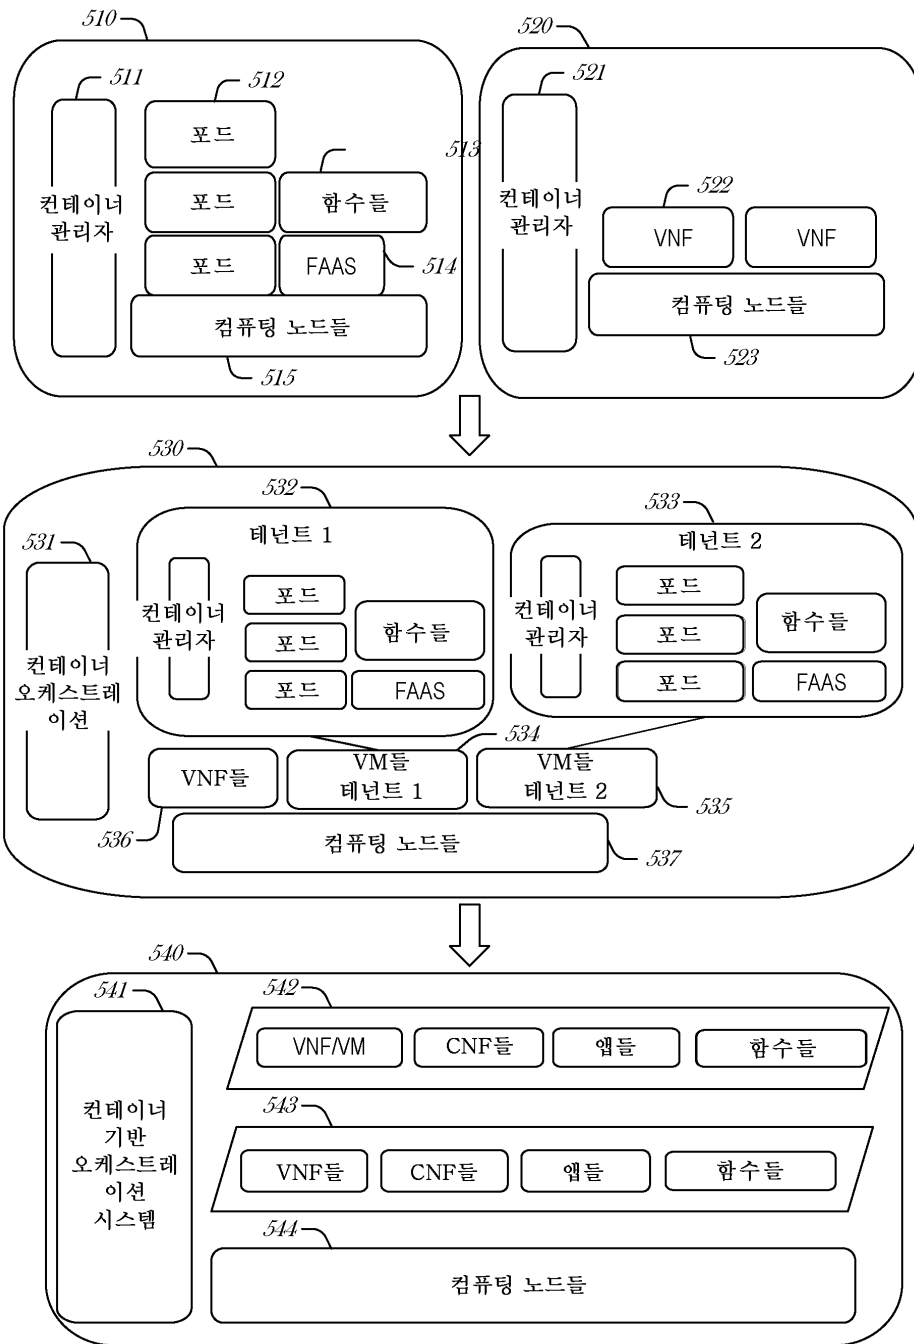 510
511
512
포드
513
컨테이너
관리자
포드
함수들
포드
FAAS
514
컴퓨팅 노드들
515
520
521
컨테이너
관리자
522
VNF
VNF
컴퓨팅 노드들
523
530
531
컨테이너
오케스트레
이션
532
테넌트 1
컨테이너
관리자
포드
포드
함수들
포드
FAAS
533
테넌트 2
컨테이너
관리자
포드
포드
함수들
포드
FAAS
534
VNF들
VM들
테넌트 1
VM들
테넌트 2
535
536
컴퓨팅 노드들
537
540
541
컨테이너
기반
오케스트레
이션
시스템
542
VNF/VM
CNF들
앱들
함수들
543
VNF들
CNF들
앱들
함수들
544
컴퓨팅 노드들